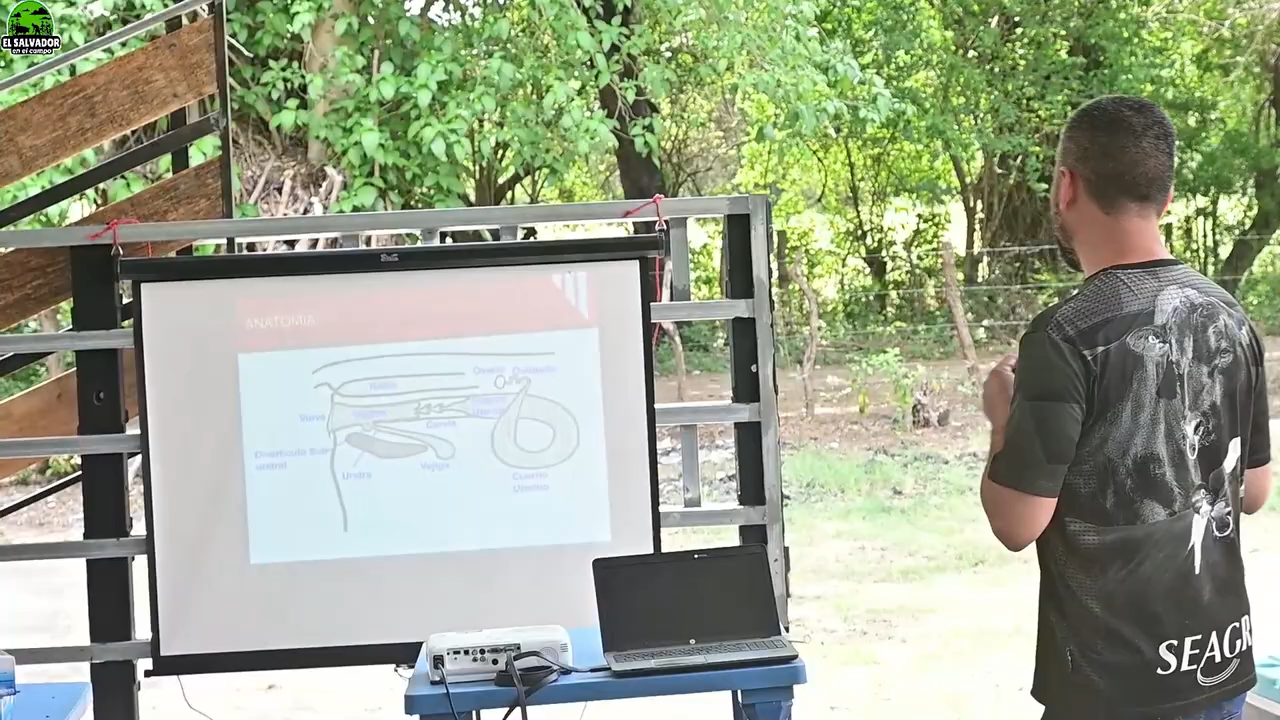 EL SALVADOR
en el campo
ANATOMIA
Recto
Ovario Oviducto
Vulva
Vagina
Cervix
Diverticulo Sub
uretral
Uretra
Vejiga
Cuerno
Uterino
SEAGR